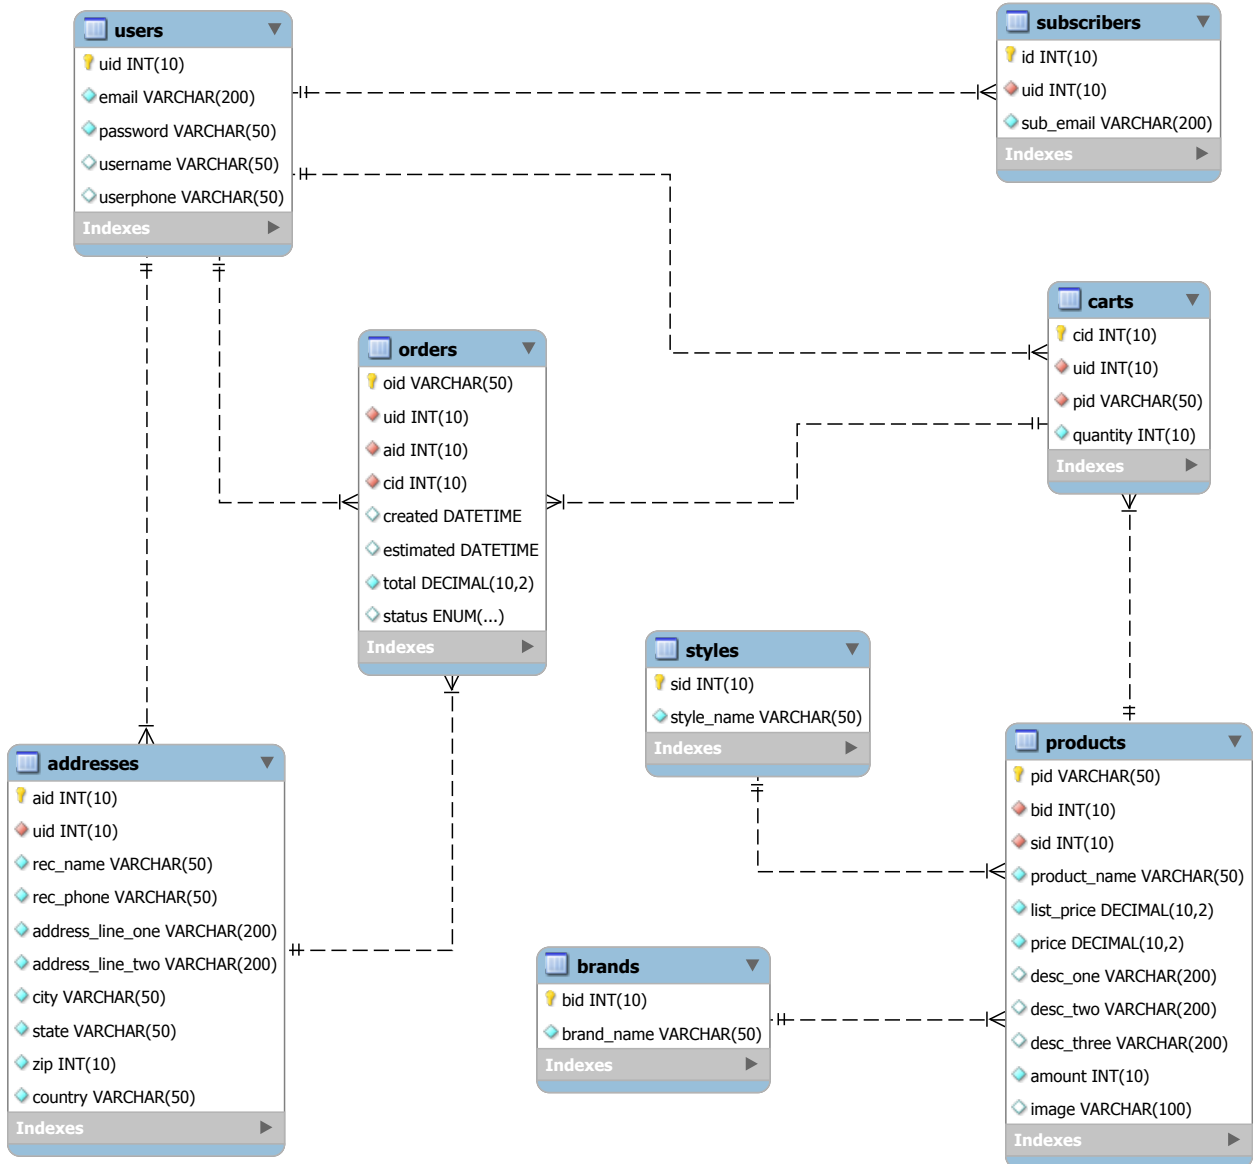 users
uid INT(10)
email VARCHAR(200)
password VARCHAR(50)
username VARCHAR(50)
userphone VARCHAR(50)
Indexes
subscribers
id INT(10)
uid INT(10)
sub_email VARCHAR(200)
Indexes
carts
cid INT(10)
uid INT(10)
pid VARCHAR(50)
quantity INT(10)
Indexes
orders
oid VARCHAR(50)
uid INT(10)
aid INT(10)
cid INT(10)
created DATETIME
estimated DATETIME
total DECIMAL(10,2)
status ENUM(...)
Indexes
styles
sid INT(10)
style_name VARCHAR(50)
Indexes
products
pid VARCHAR(50)
bid INT(10)
sid INT(10)
product_name VARCHAR(50)
list_price DECIMAL(10,2)
price DECIMAL(10,2)
desc_one VARCHAR(200)
desc_two VARCHAR(200)
desc_three VARCHAR(200)
amount INT(10)
image VARCHAR(100)
Indexes
addresses
aid INT(10)
uid INT(10)
rec_name VARCHAR(50)
rec_phone VARCHAR(50)
address_line_one VARCHAR(200)
address_line_two VARCHAR(200)
city VARCHAR(50)
state VARCHAR(50)
zip INT(10)
country VARCHAR(50)
Indexes
brands
bid INT(10)
brand_name VARCHAR(50)
Indexes